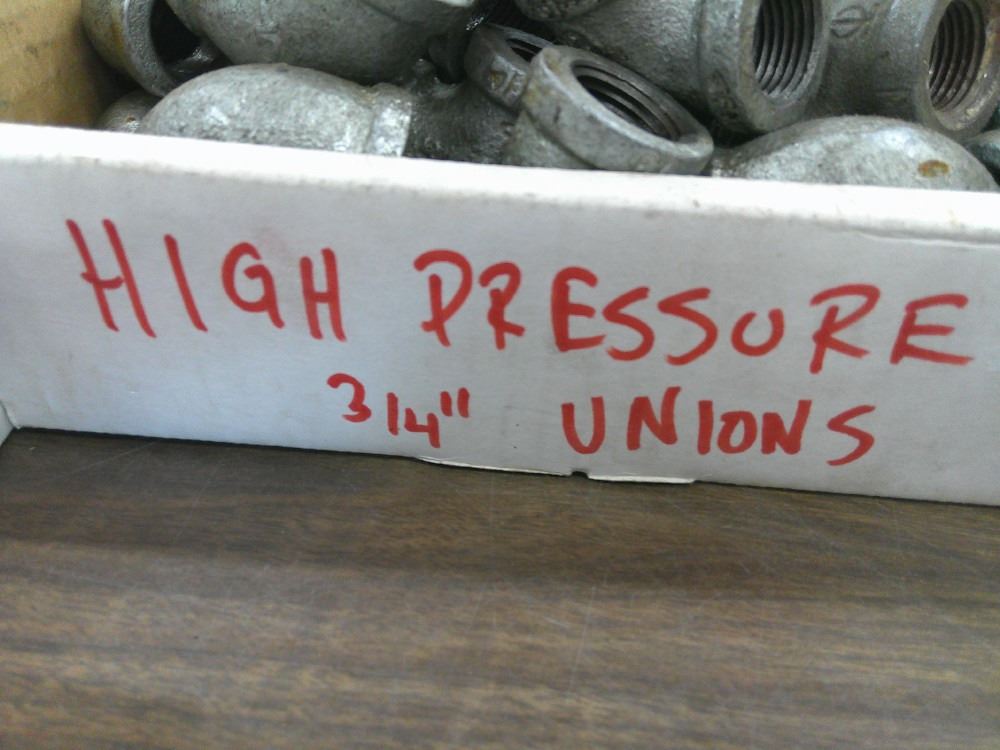 HIGH PRESSURE
3/4" UNIONS